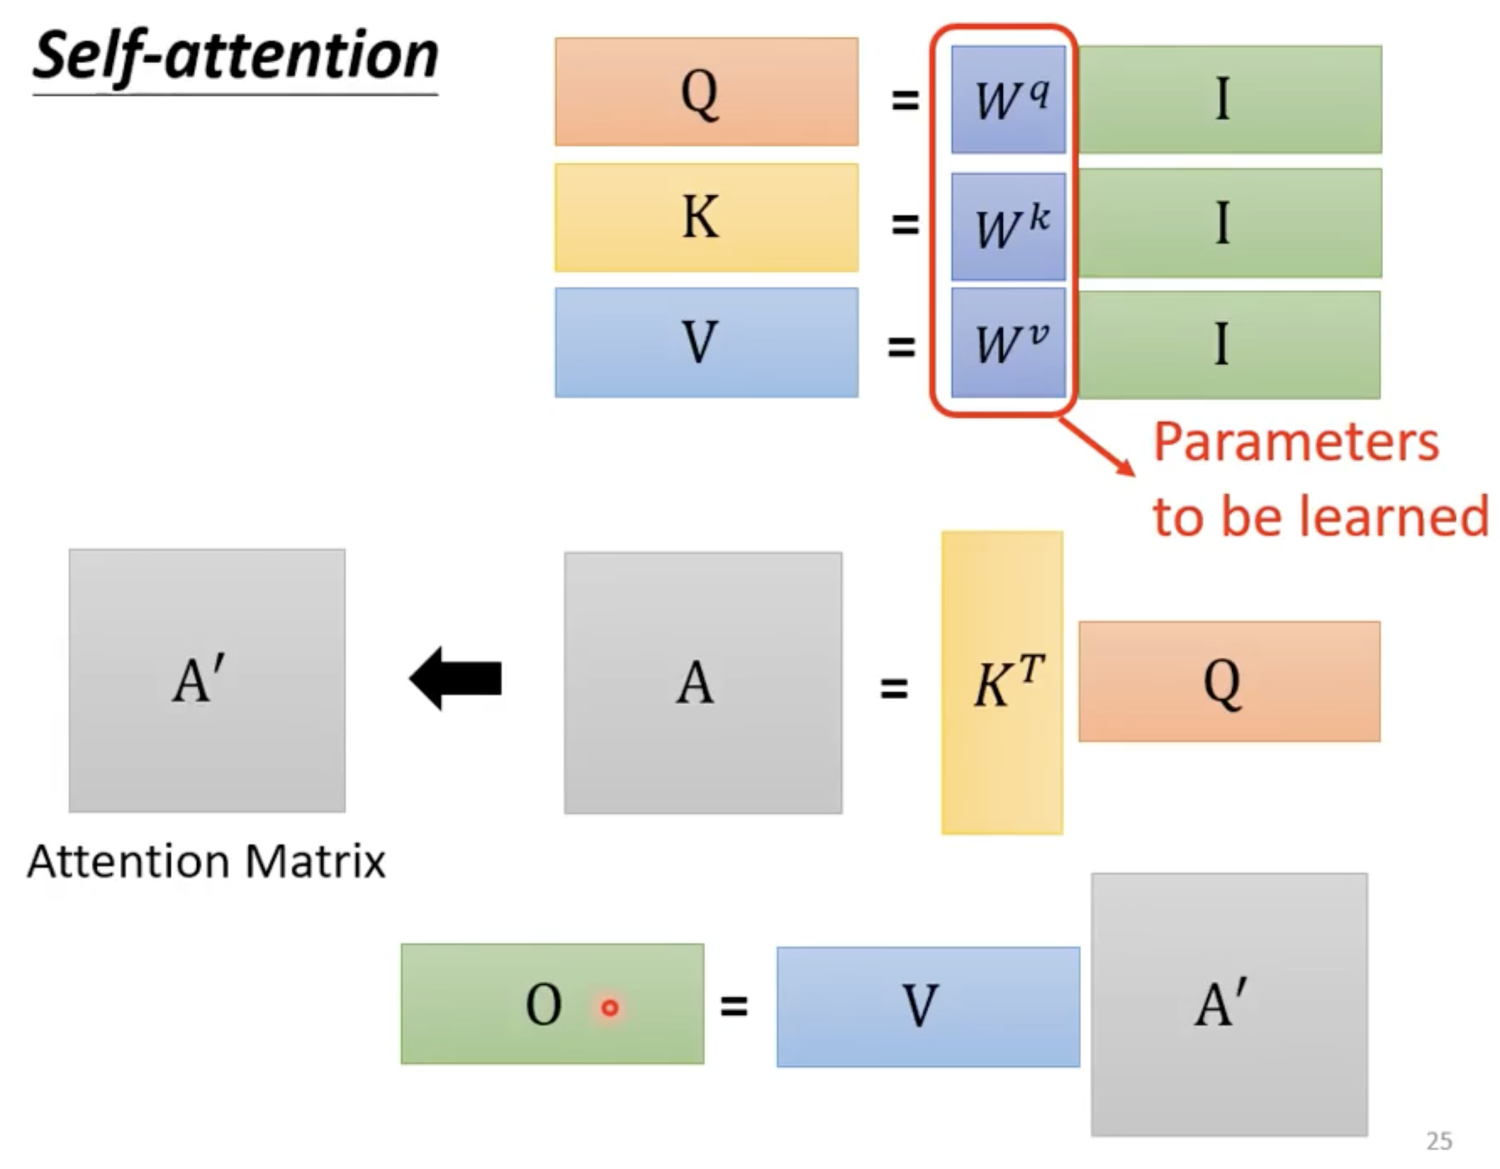 Self-attention
Q = W^q I
K = W^k I
V = W^v I
Parameters
to be learned
A′ A = K^T Q
Attention Matrix
O = V A′
25